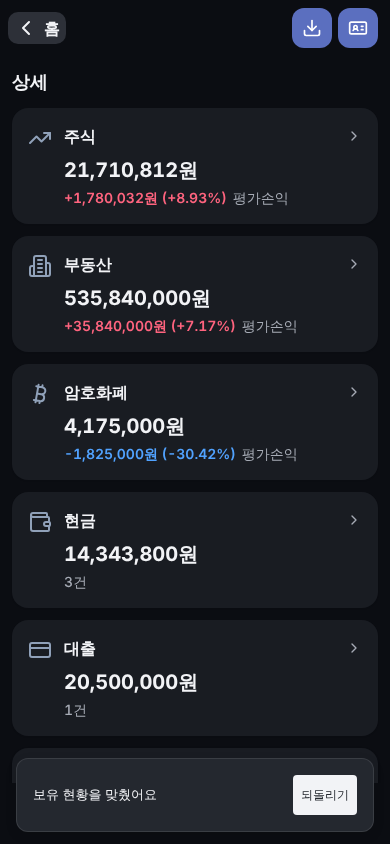 홈
상세
주식
21,710,812원
+1,780,032원 (+8.93%) 평가손익
부동산
535,840,000원
+35,840,000원 (+7.17%) 평가손익
암호화폐
4,175,000원
-1,825,000원 (-30.42%) 평가손익
현금
14,343,800원
3건
대출
20,500,000원
1건
보유 현황을 맞췄어요
되돌리기